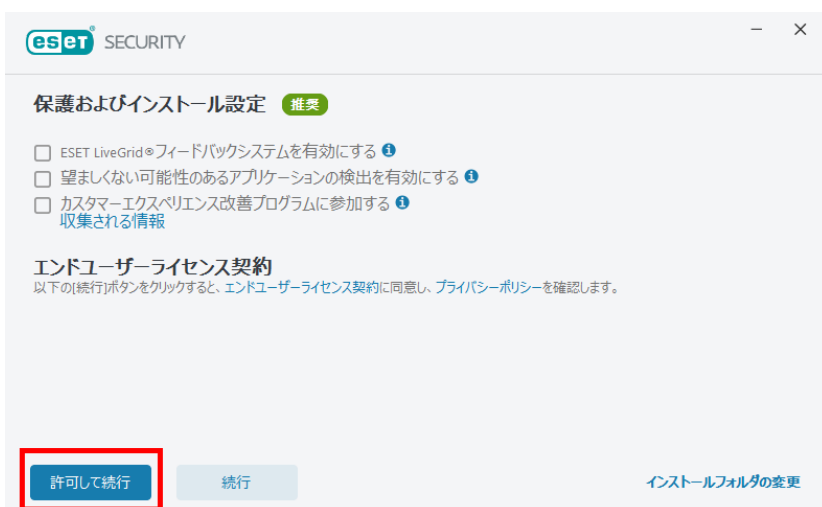 eset® SECURITY
保護およびインストール設定 推奨
ESET LiveGrid®フィードバックシステムを有効にする
望ましくない可能性のあるアプリケーションの検出を有効にする
カスタマーエクスペリエンス改善プログラムに参加する
収集される情報
エンドユーザーライセンス契約
以下の[続行]ボタンをクリックすると、エンドユーザーライセンス契約に同意し、プライバシーポリシーを確認します。
許可して続行 続行 インストールフォルダの変更